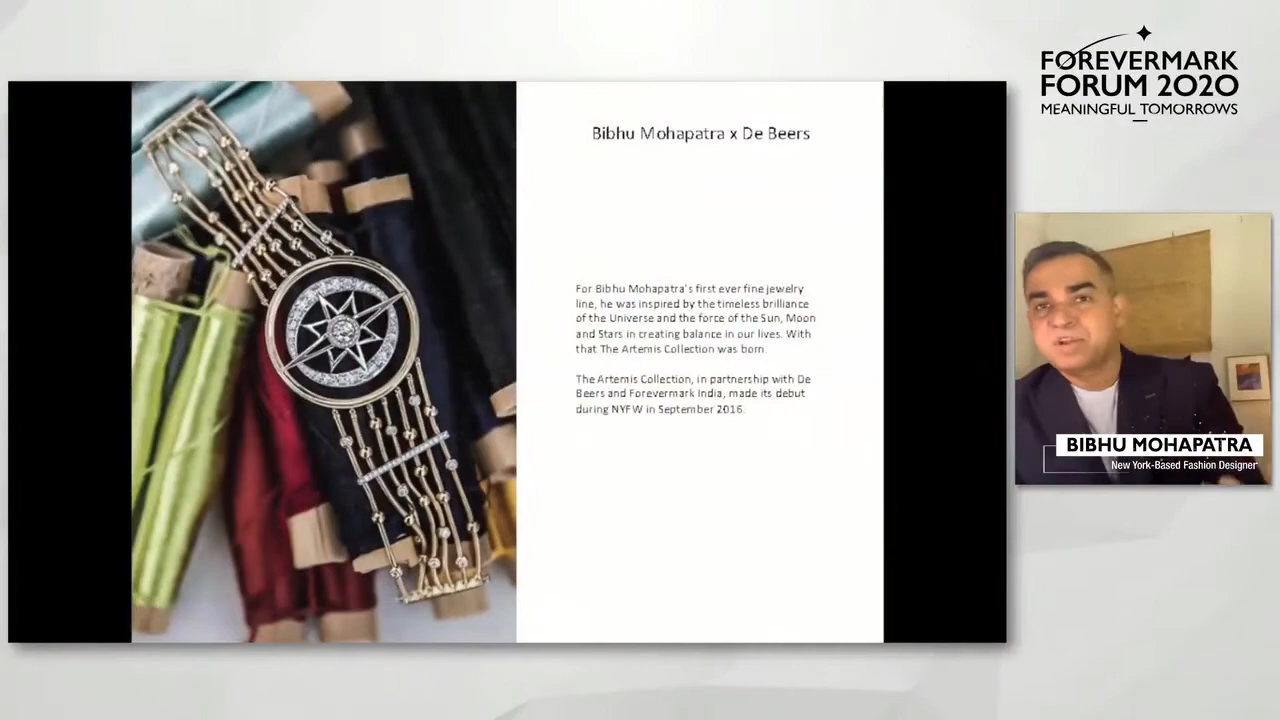 FOREVERMARK
FORUM 2020
MEANINGFUL TOMORROWS
Bibhu Mohapatra x De Beers
For Bibhu Mohapatra's first ever fine jewelry
line, he was inspired by the timeless brilliance
of the Universe and the force of the Sun, Moon
and Stars in creating balance in our lives. With
that The Artemis Collection was born.
The Artemis Collection, in partnership with De
Beers and Forevermark India, made its debut
during NYFW in September 2016.
BIBHU MOHAPATRA
New York-Based Fashion Designer